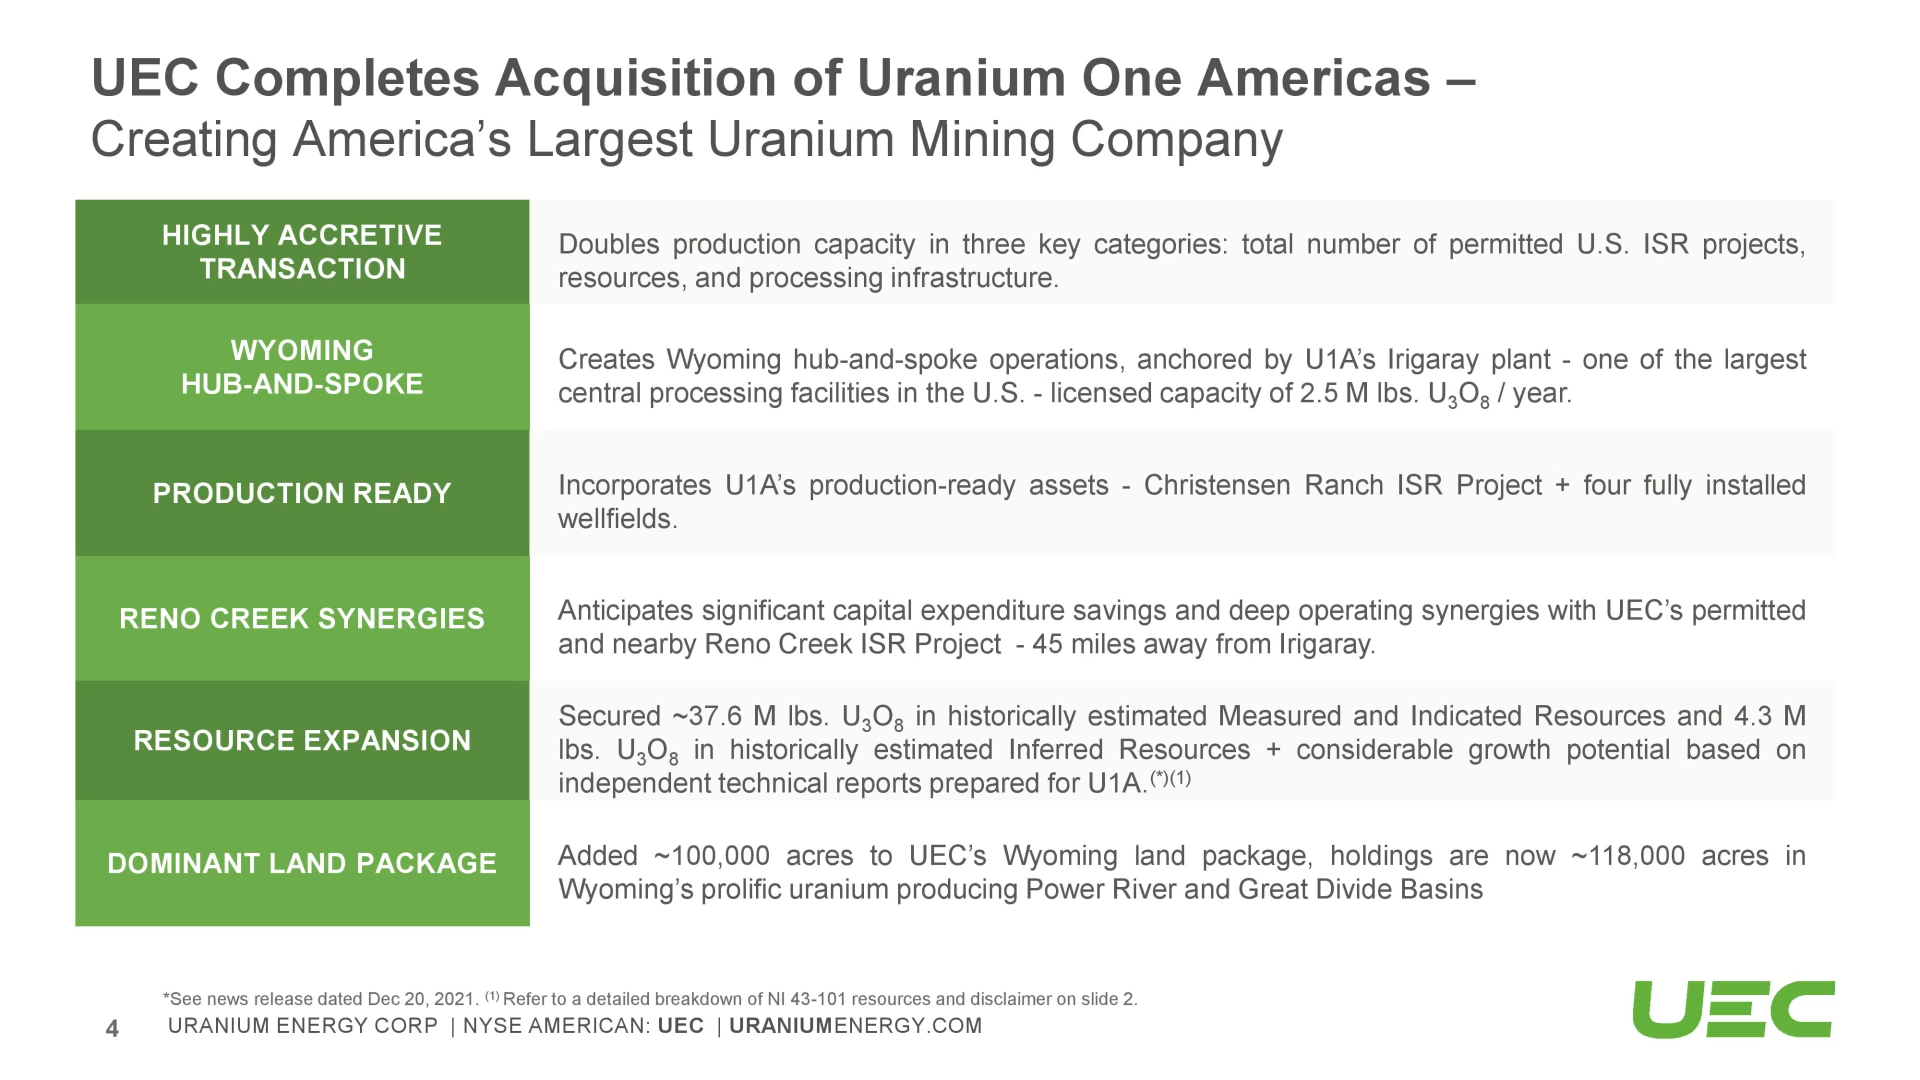 UEC Completes Acquisition of Uranium One Americas –
Creating America’s Largest Uranium Mining Company
HIGHLY ACCRETIVE
TRANSACTION
Doubles production capacity in three key categories: total number of permitted U.S. ISR projects,
resources, and processing infrastructure.
WYOMING
HUB-AND-SPOKE
Creates Wyoming hub-and-spoke operations, anchored by U1A’s Irigaray plant - one of the largest
central processing facilities in the U.S. - licensed capacity of 2.5 M lbs. U₃O₈ / year.
PRODUCTION READY
Incorporates U1A’s production-ready assets - Christensen Ranch ISR Project + four fully installed
wellfields.
RENO CREEK SYNERGIES
Anticipates significant capital expenditure savings and deep operating synergies with UEC’s permitted
and nearby Reno Creek ISR Project - 45 miles away from Irigaray.
RESOURCE EXPANSION
Secured ~37.6 M lbs. U₃O₈ in historically estimated Measured and Indicated Resources and 4.3 M
lbs. U₃O₈ in historically estimated Inferred Resources + considerable growth potential based on
independent technical reports prepared for U1A.(*)(1)
DOMINANT LAND PACKAGE
Added ~100,000 acres to UEC’s Wyoming land package, holdings are now ~118,000 acres in
Wyoming’s prolific uranium producing Power River and Great Divide Basins
*See news release dated Dec 20, 2021. (1) Refer to a detailed breakdown of NI 43-101 resources and disclaimer on slide 2.
4 URANIUM ENERGY CORP | NYSE AMERICAN: UEC | URANIUMENERGY.COM
UEC